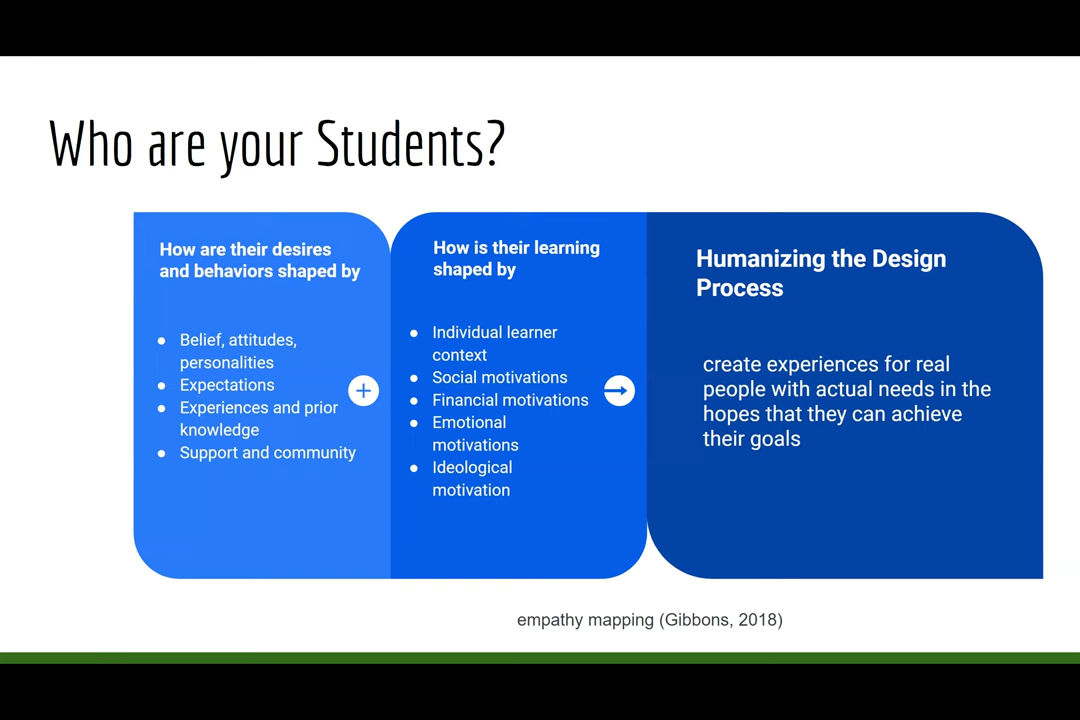 Who are your Students?
How are their desires
and behaviors shaped by
● Belief, attitudes,
personalities
● Expectations
● Experiences and prior
knowledge
● Support and community
How is their learning
shaped by
● Individual learner
context
● Social motivations
● Financial motivations
● Emotional
motivations
● Ideological
motivation
Humanizing the Design
Process
create experiences for real
people with actual needs in the
hopes that they can achieve
their goals
empathy mapping (Gibbons, 2018)